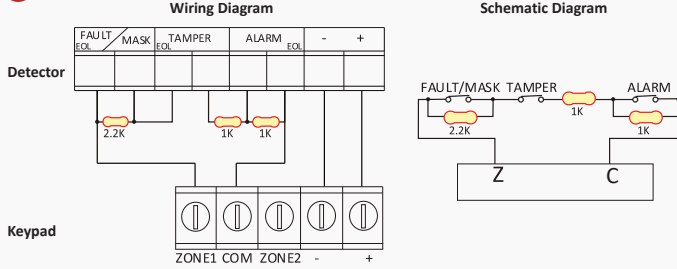 Wiring Diagram
Schematic Diagram
FAULT MASK TAMPER ALARM - +
EOL EOL EOL
Detector
FAULT/MASK TAMPER ALARM
2.2K 1K 1K
2.2K 1K 1K
Z C
Keypad
ZONE1 COM ZONE2 - +